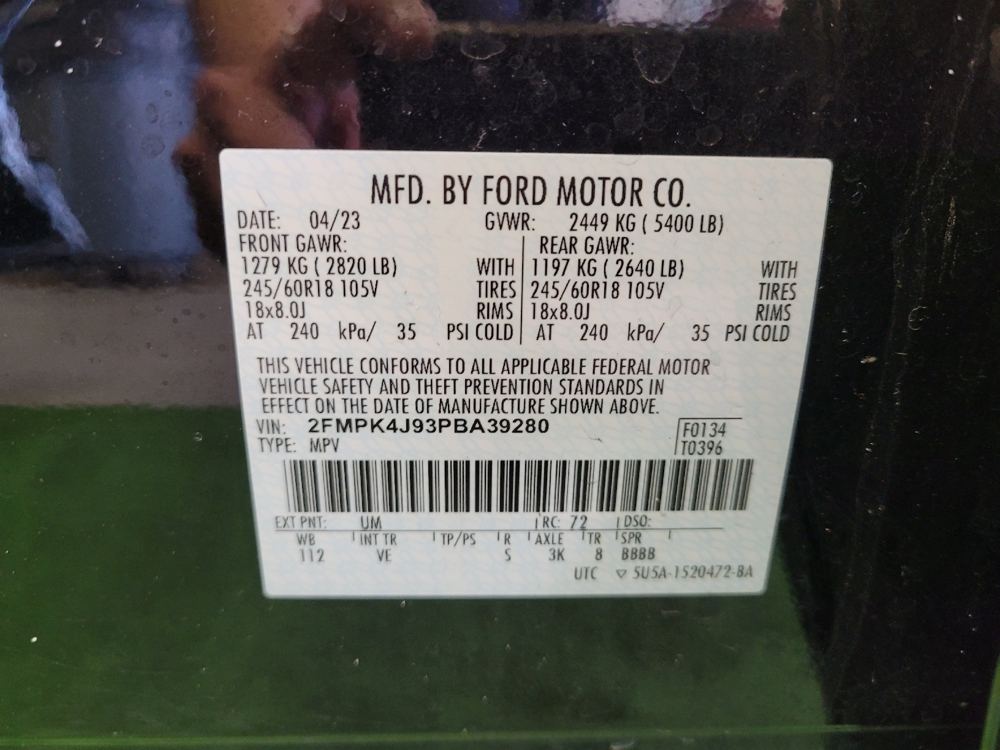 MFD. BY FORD MOTOR CO.
DATE: 04/23 GVWR: 2449 KG ( 5400 LB)
FRONT GAWR: REAR GAWR:
1279 KG ( 2820 LB) WITH 1197 KG ( 2640 LB) WITH
245/60R18 105V TIRES 245/60R18 105V TIRES
18x8.0J RIMS 18x8.0J RIMS
AT 240 kPa/ 35 PSI COLD AT 240 kPa/ 35 PSI COLD
THIS VEHICLE CONFORMS TO ALL APPLICABLE FEDERAL MOTOR
VEHICLE SAFETY AND THEFT PREVENTION STANDARDS IN
EFFECT ON THE DATE OF MANUFACTURE SHOWN ABOVE.
VIN: 2FMPK4J93PBA39280 F0134
TYPE: MPV T0396
EXT PNT: UM RC: 72 DSO:
WB INT TR TP/PS R AXLE TR SPR
112 VE S 3K 8 BBBB
UTC ▽ 5U5A-1520472-BA